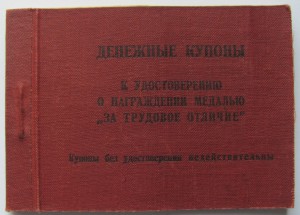 ДЕНЕЖНЫЕ КУПОНЫ
К УДОСТОВЕРЕНИЮ
О НАГРАЖДЕНИИ МЕДАЛЬЮ
„ЗА ТРУДОВОЕ ОТЛИЧИЕ"
Купоны без удостоверения недействительны